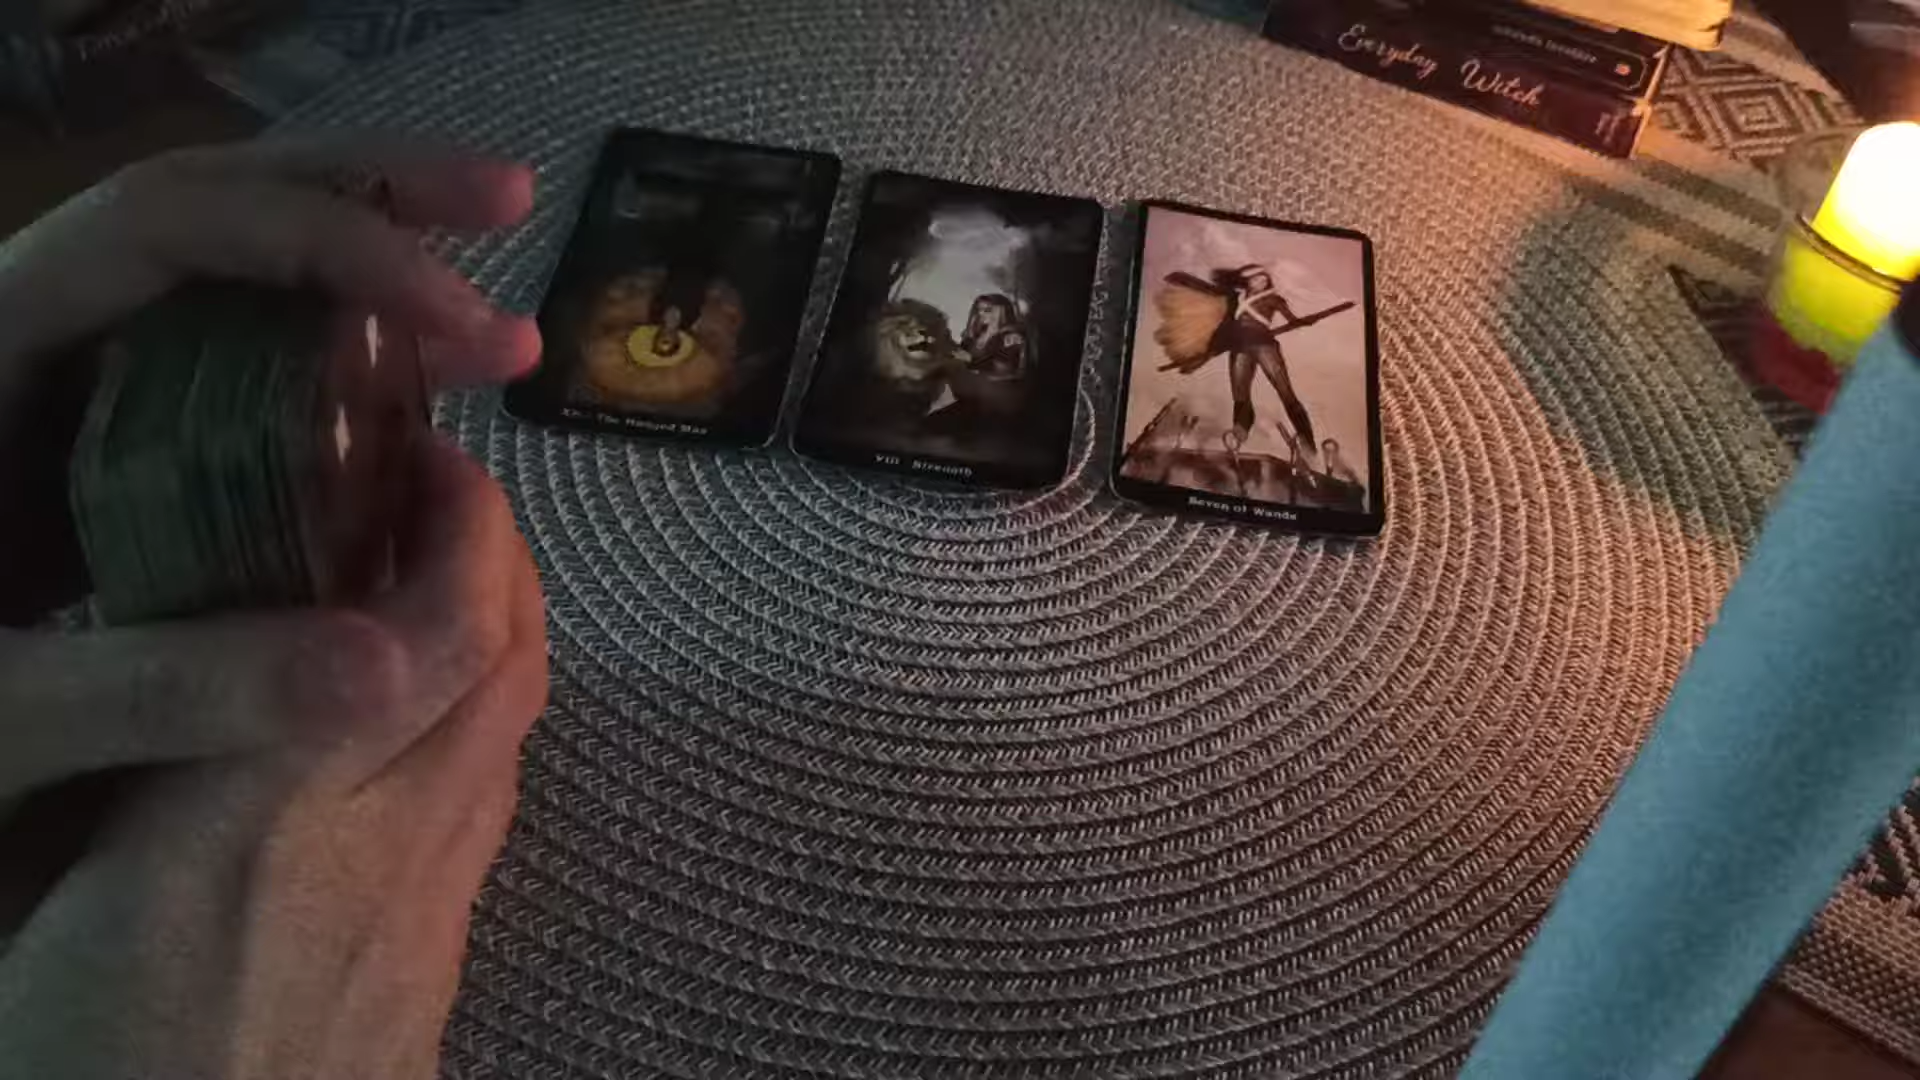 Everyday Witch
XII - The Hanged Man
VIII - Strength
Seven of Wands